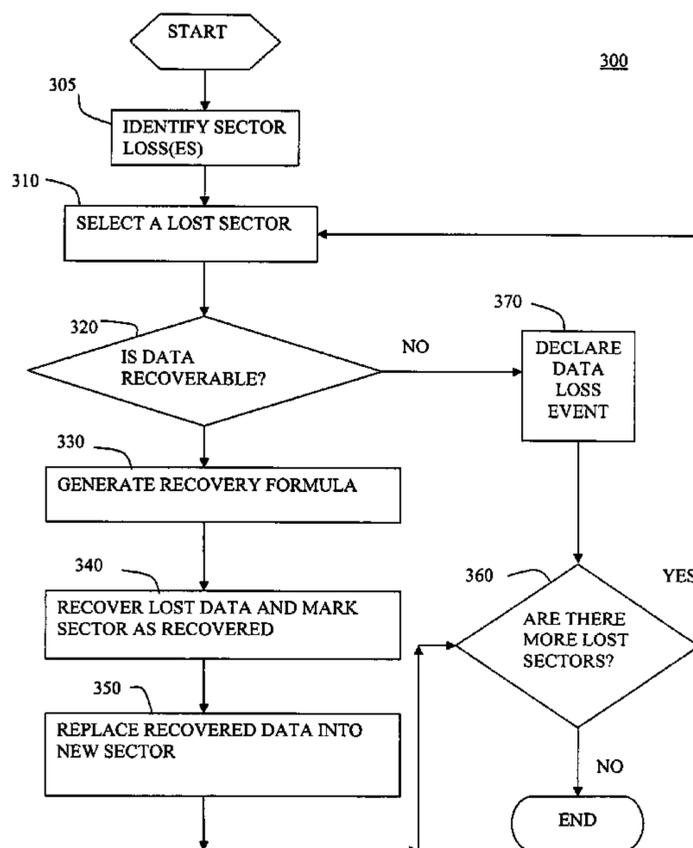 START
300
305
IDENTIFY SECTOR
LOSS(ES)
310
SELECT A LOST SECTOR
320
IS DATA
RECOVERABLE?
NO
370
DECLARE
DATA
LOSS
EVENT
330
GENERATE RECOVERY FORMULA
340
RECOVER LOST DATA AND MARK
SECTOR AS RECOVERED
350
REPLACE RECOVERED DATA INTO
NEW SECTOR
360
YES
ARE THERE
MORE LOST
SECTORS?
NO
END